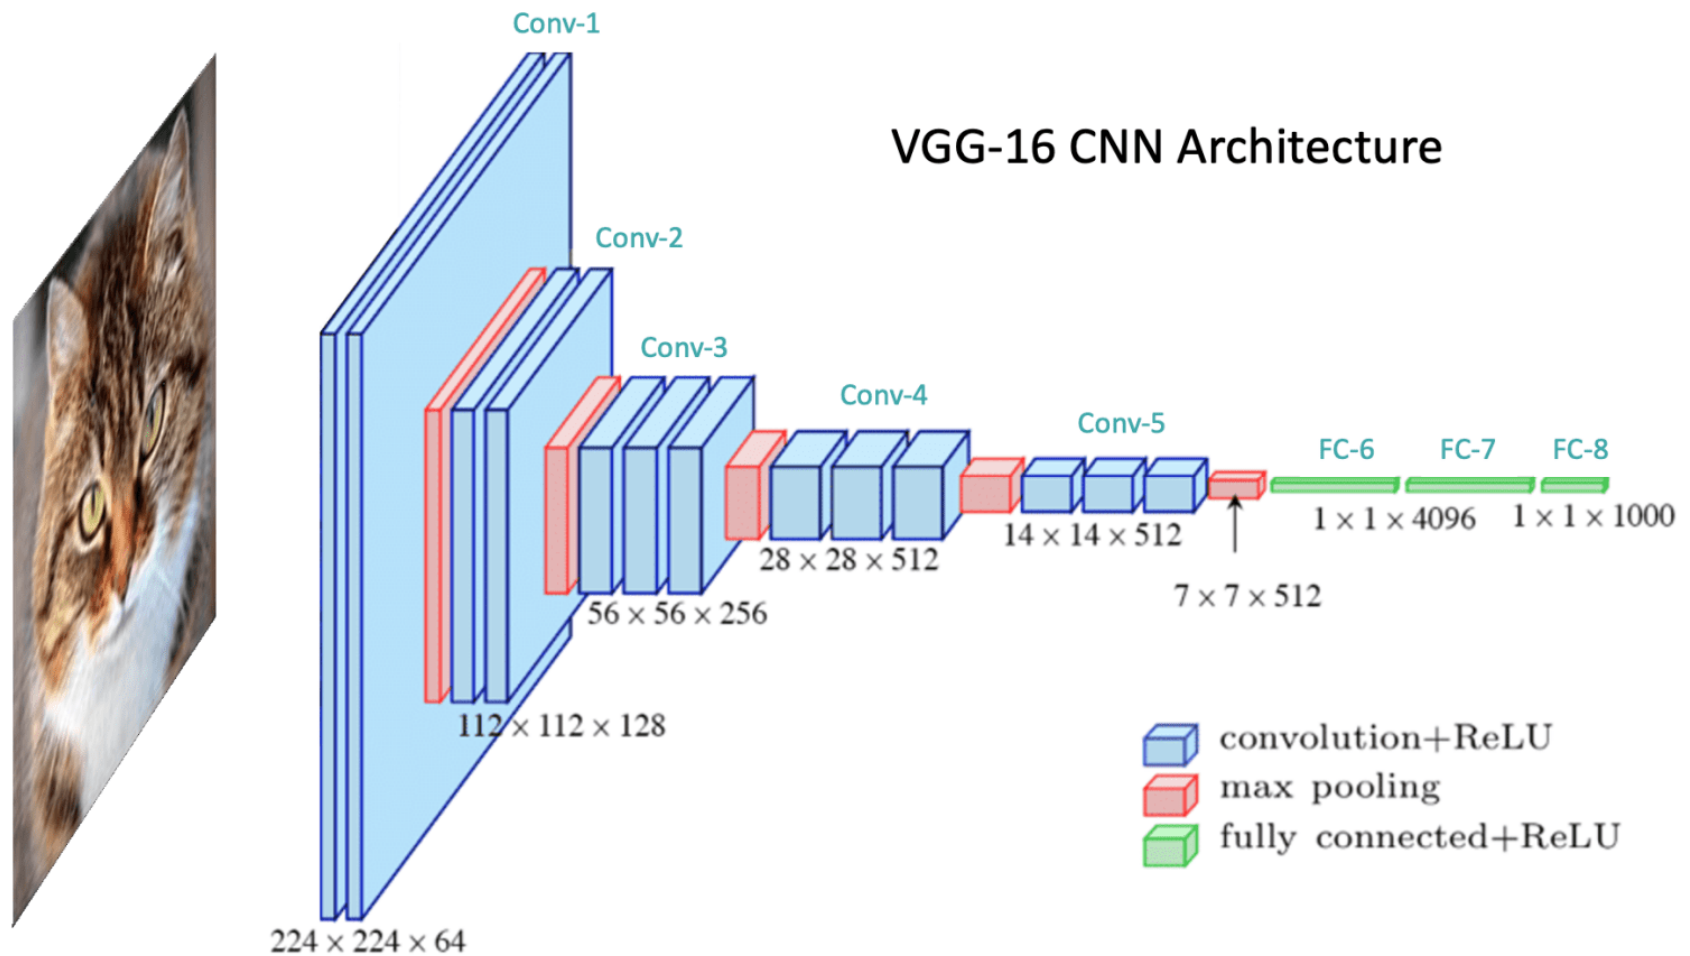 Conv-1
VGG-16 CNN Architecture
Conv-2
Conv-3
Conv-4
Conv-5
FC-6
FC-7
FC-8
1 × 1 × 4096
1 × 1 × 1000
14 × 14 × 512
28 × 28 × 512
7 × 7 × 512
56 × 56 × 256
112 × 112 × 128
convolution+ReLU
max pooling
fully connected+ReLU
224 × 224 × 64